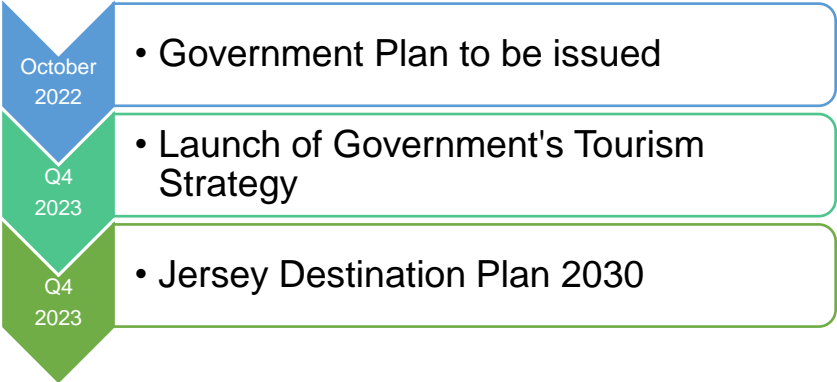 October
2022
• Government Plan to be issued
Q4
2023
• Launch of Government's Tourism
Strategy
Q4
2023
• Jersey Destination Plan 2030